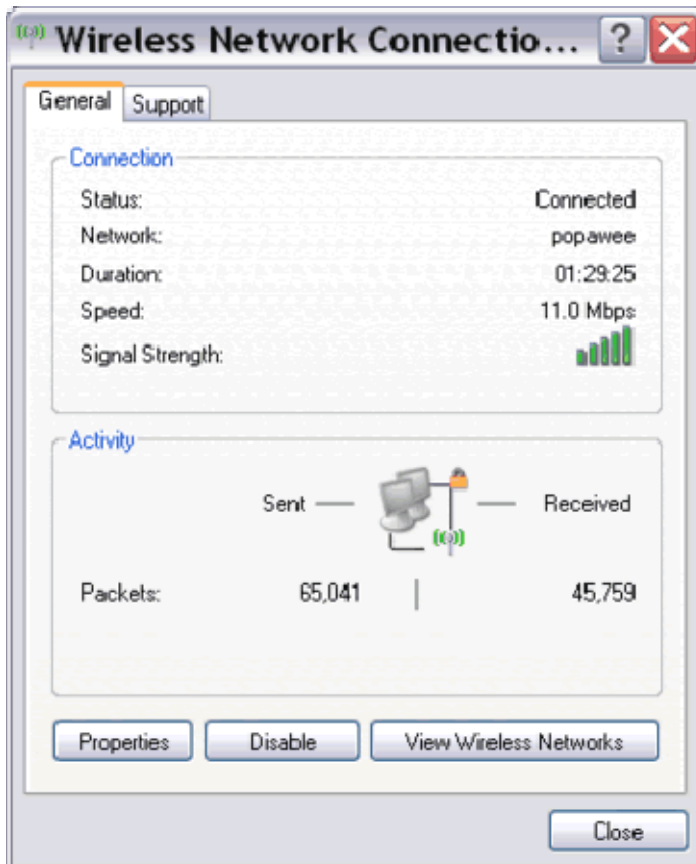 Wireless Network Connectio... ?
General Support
Connection
Status: Connected
Network: popawee
Duration: 01:29:25
Speed: 11.0 Mbps
Signal Strength:
Activity
Sent Received
Packets: 65,041 45,759
Properties Disable View Wireless Networks
Close